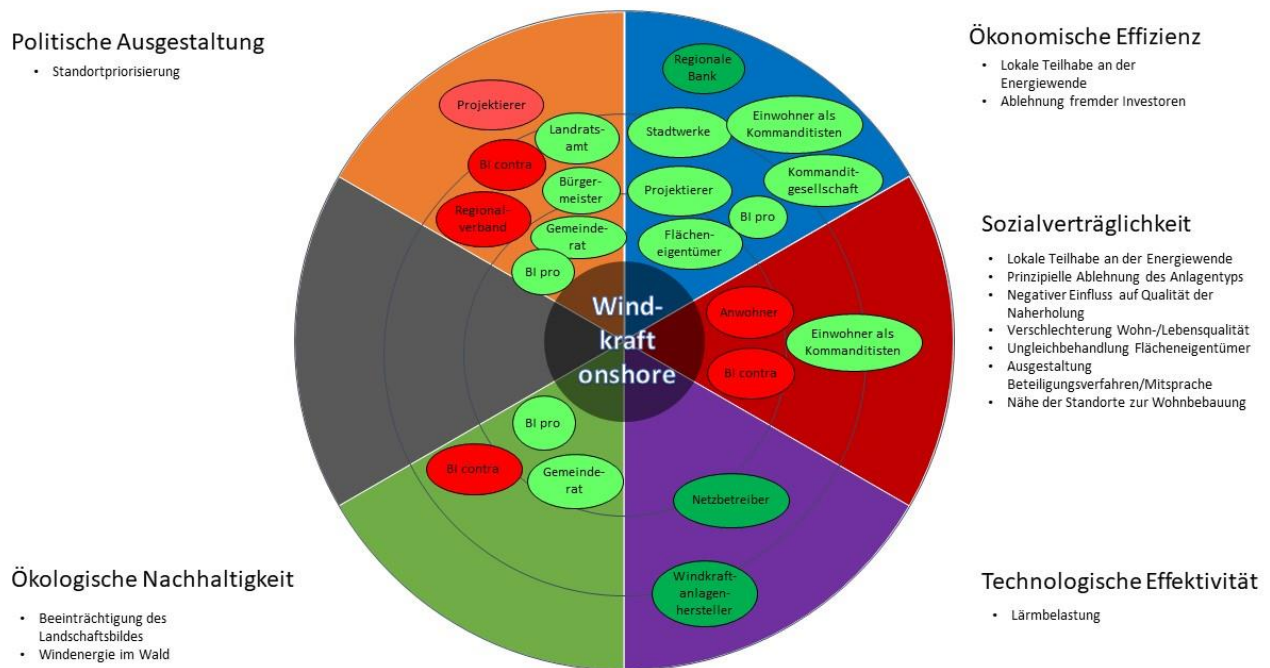 Politische Ausgestaltung
• Standortpriorisierung
Ökonomische Effizienz
• Lokale Teilhabe an der
Energiewende
• Ablehnung fremder Investoren
Sozialverträglichkeit
• Lokale Teilhabe an der Energiewende
• Prinzipielle Ablehnung des Anlagentyps
• Negativer Einfluss auf Qualität der
Naherholung
• Verschlechterung Wohn-/Lebensqualität
• Ungleichbehandlung Flächeneigentümer
• Ausgestaltung
Beteiligungsverfahren/Mitsprache
• Nähe der Standorte zur Wohnbebauung
Technologische Effektivität
• Lärmbelastung
Ökologische Nachhaltigkeit
• Beeinträchtigung des
Landschaftsbildes
• Windenergie im Wald
Projektierer
Landrats-
amt
BI contra
Bürger-
meister
Regional-
verband
Gemeinde-
rat
BI pro
Regionale
Bank
Stadtwerke
Einwohner als
Kommanditisten
Kommandit-
gesellschaft
Projektierer
BI pro
Flächen-
eigentümer
Wind-
kraft
onshore
Anwohner
Einwohner als
Kommanditisten
BI contra
BI pro
BI contra
Gemeinde-
rat
Netzbetreiber
Windkraft-
anlagen-
hersteller